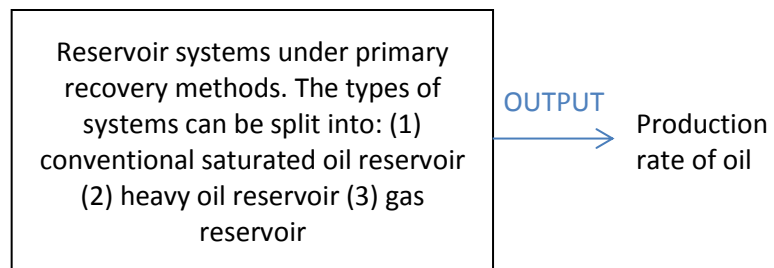 Reservoir systems under primary
recovery methods. The types of
systems can be split into: (1)
conventional saturated oil reservoir
(2) heavy oil reservoir (3) gas
reservoir
OUTPUT
Production
rate of oil